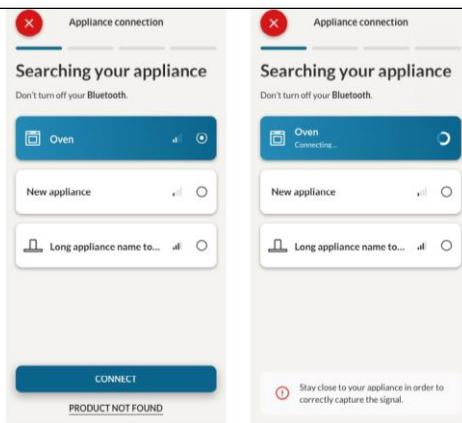 Appliance connection
Searching your appliance
Don't turn off your Bluetooth.
Oven
New appliance
Long appliance name to...
CONNECT
PRODUCT NOT FOUND
Appliance connection
Searching your appliance
Don't turn off your Bluetooth.
Oven
Connecting...
New appliance
Long appliance name to...
Stay close to your appliance in order to
correctly capture the signal.